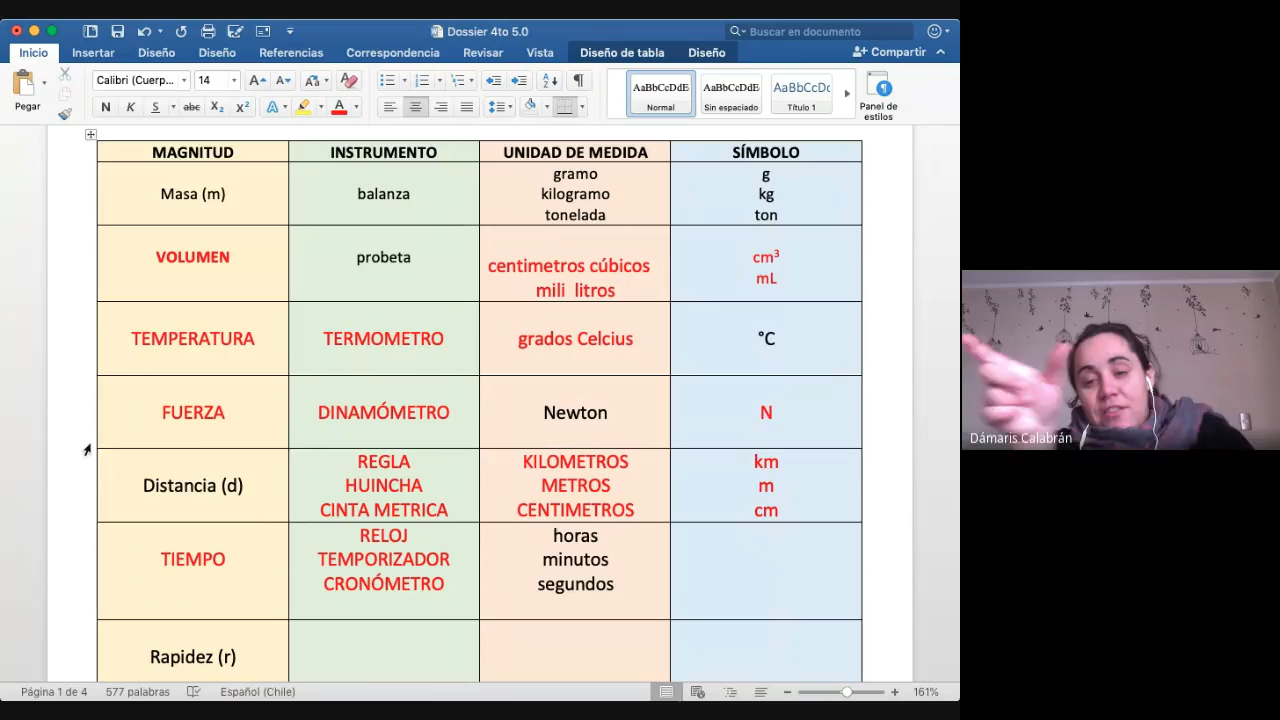 Dossier 4to 5.0
Buscar en documento
Inicio Insertar Diseño Diseño Referencias Correspondencia Revisar Vista Diseño de tabla Diseño Compartir
Pegar
Calibri (Cuerp... 14
N K S abc X₂ X²
AaBbCcDdE AaBbCcDdE AaBbCcDc
Normal Sin espaciado Título 1
Panel de
estilos
MAGNITUD INSTRUMENTO UNIDAD DE MEDIDA SÍMBOLO
Masa (m) balanza
gramo g
kilogramo kg
tonelada ton
VOLUMEN probeta
centimetros cúbicos cm³
mili litros mL
TEMPERATURA TERMOMETRO grados Celcius °C
FUERZA DINAMÓMETRO Newton N
Distancia (d)
REGLA KILOMETROS km
HUINCHA METROS m
CINTA METRICA CENTIMETROS cm
TIEMPO
RELOJ horas
TEMPORIZADOR minutos
CRONÓMETRO segundos
Rapidez (r)
Página 1 de 4 577 palabras Español (Chile) 161%
Dámaris Calabrán